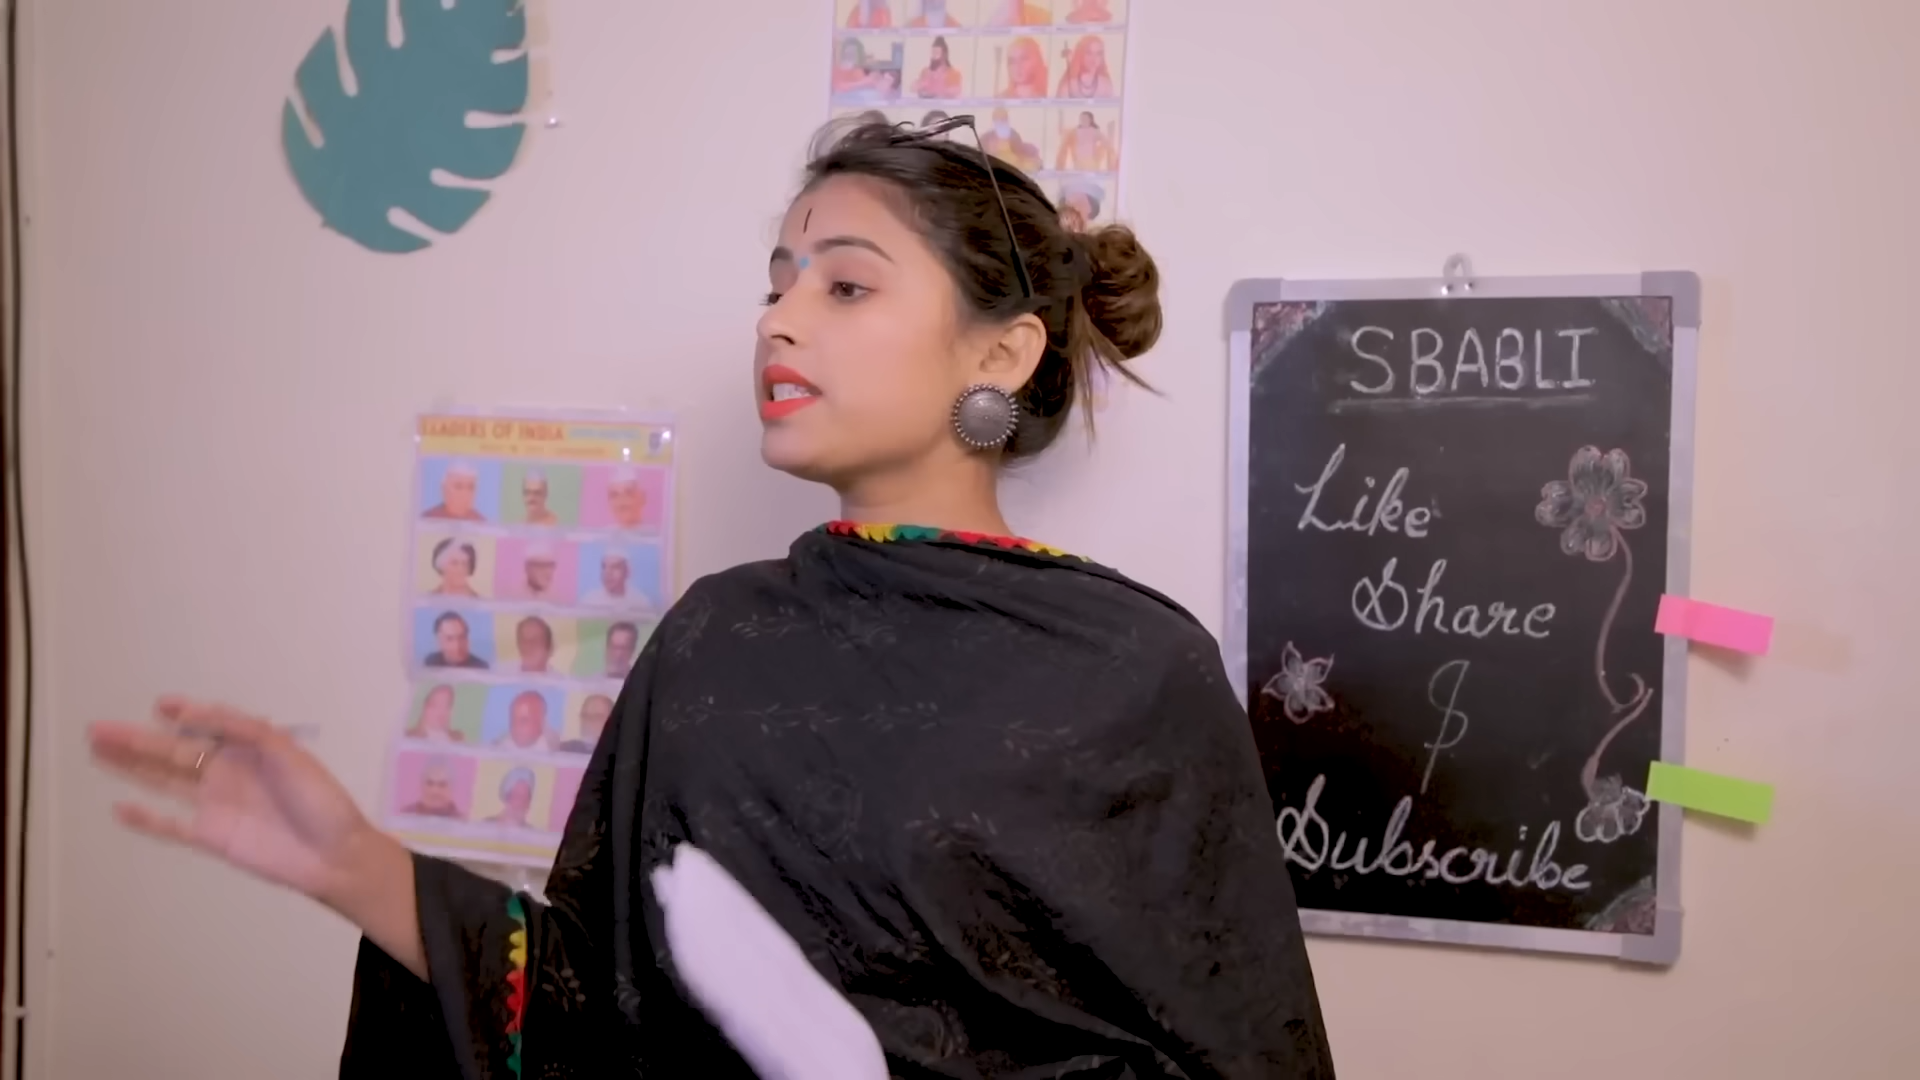 LEADERS OF INDIA
SBABLI
Like
Share
$
Subscribe